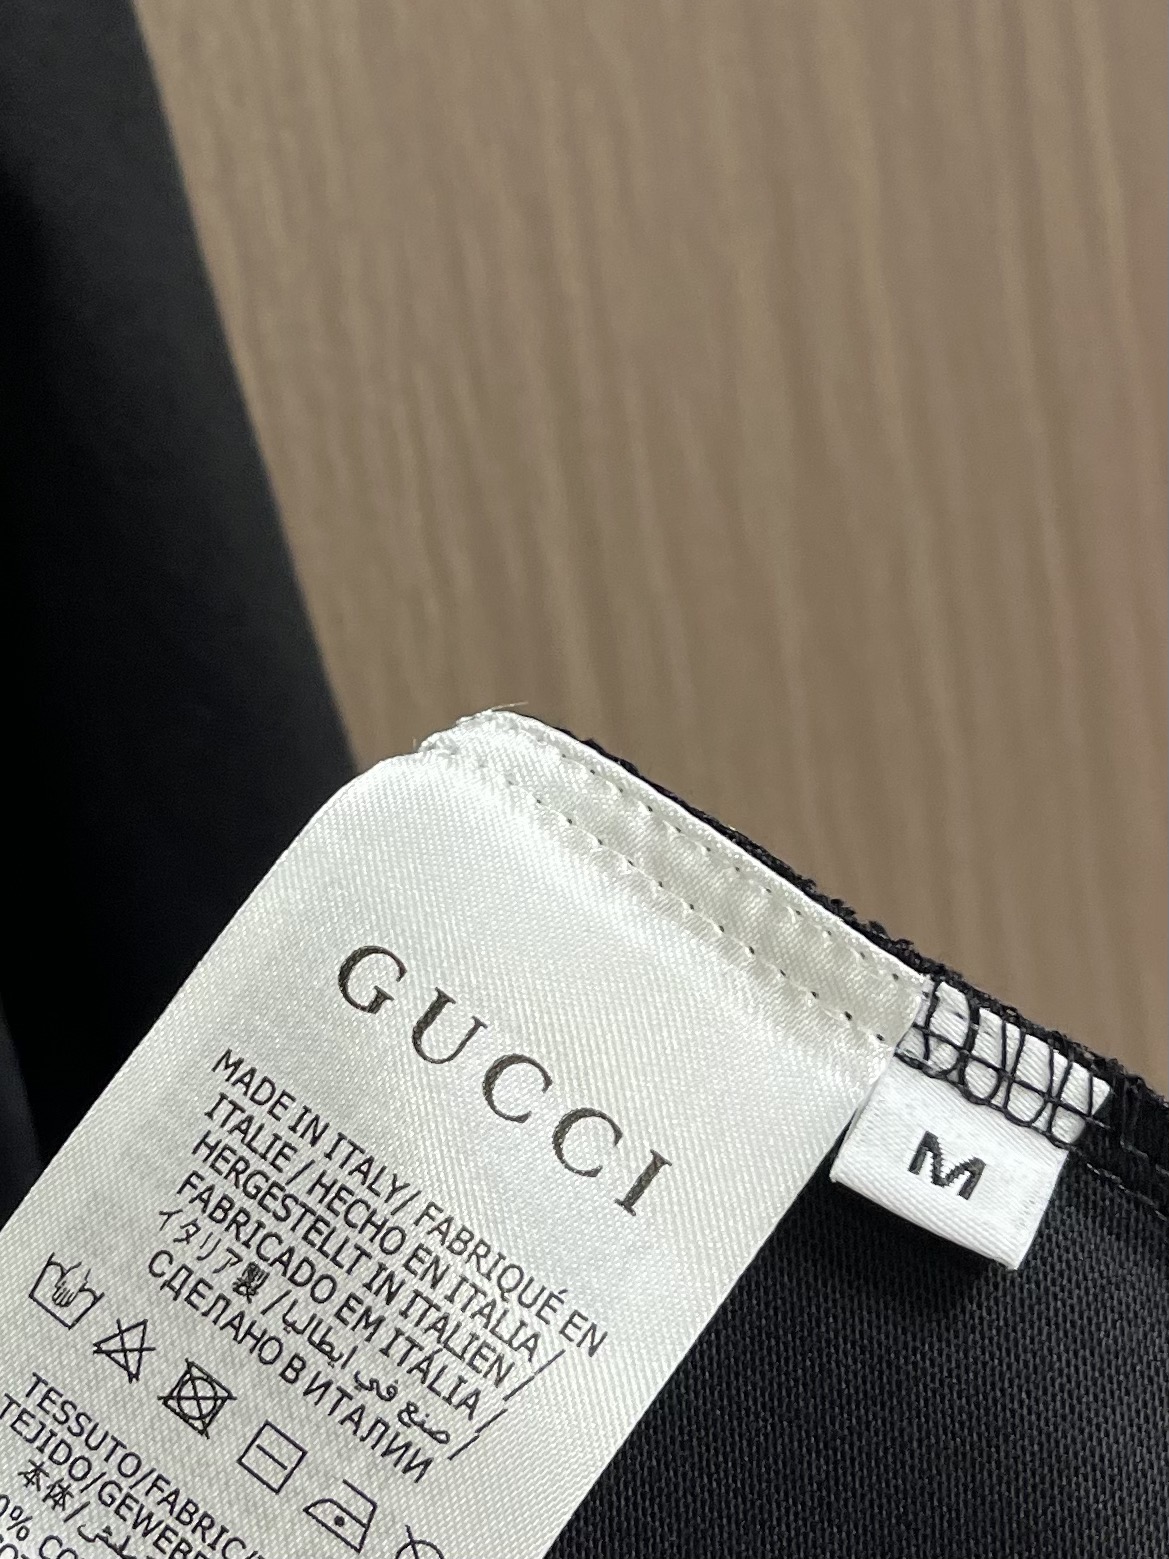 GUCCI
MADE IN ITALY/ FABRIQUÉ EN
ITALIE / HECHO EN ITALIA /
HERGESTELLT IN ITALIEN /
FABRICADO EM ITALIA /
イタリア製 / صنع في ايطاليا /
СДЕЛАНО В ИТАЛИИ
M
TESSUTO/FABRIC/
TEJIDO/GEWEBE
本体/